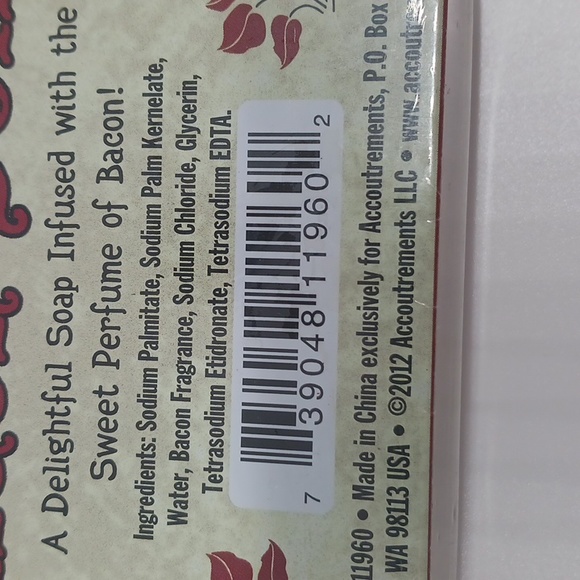 A Delightful Soap Infused with the
Sweet Perfume of Bacon!
Ingredients: Sodium Palmitate, Sodium Palm Kernelate,
Water, Bacon Fragrance, Sodium Chloride, Glycerin,
Tetrasodium Etidronate, Tetrasodium EDTA.
7 39048 11960 2
11960 • Made in China exclusively for Accoutrements, P.O. Box
WA 98113 USA • ©2012 Accoutrements LLC •